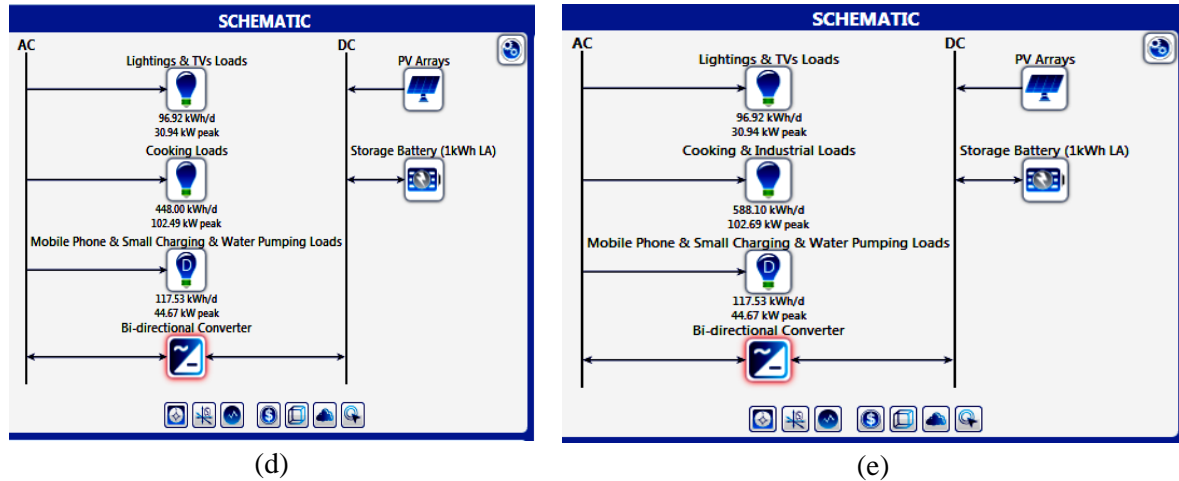 SCHEMATIC
AC
DC
Lightings & TVs Loads
PV Arrays
96.92 kWh/d
30.94 kW peak
Cooking Loads
Storage Battery (1kWh LA)
448.00 kWh/d
102.49 kW peak
Mobile Phone & Small Charging & Water Pumping Loads
D
117.53 kWh/d
44.67 kW peak
Bi-directional Converter
(d)
SCHEMATIC
AC
DC
Lightings & TVs Loads
PV Arrays
96.92 kWh/d
30.94 kW peak
Cooking & Industrial Loads
Storage Battery (1kWh LA)
588.10 kWh/d
102.69 kW peak
Mobile Phone & Small Charging & Water Pumping Loads
D
117.53 kWh/d
44.67 kW peak
Bi-directional Converter
(e)